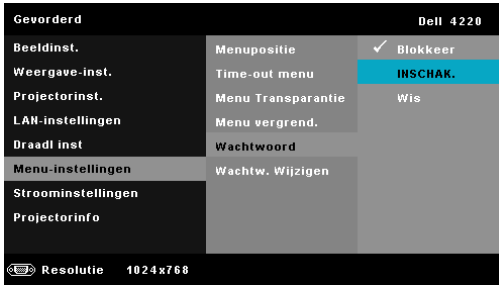 Gevorderd Dell 4220
Beeldinst.
Weergave-inst.
Projectorinst.
LAN-instellingen
Draadl inst
Menu-instellingen
Stroominstellingen
Projectorinfo
Menupositie
Time-out menu
Menu Transparantie
Menu vergrend.
Wachtwoord
Wachtw. Wijzigen
Blokkeer
INSCHAK.
Wis
Resolutie 1024x768